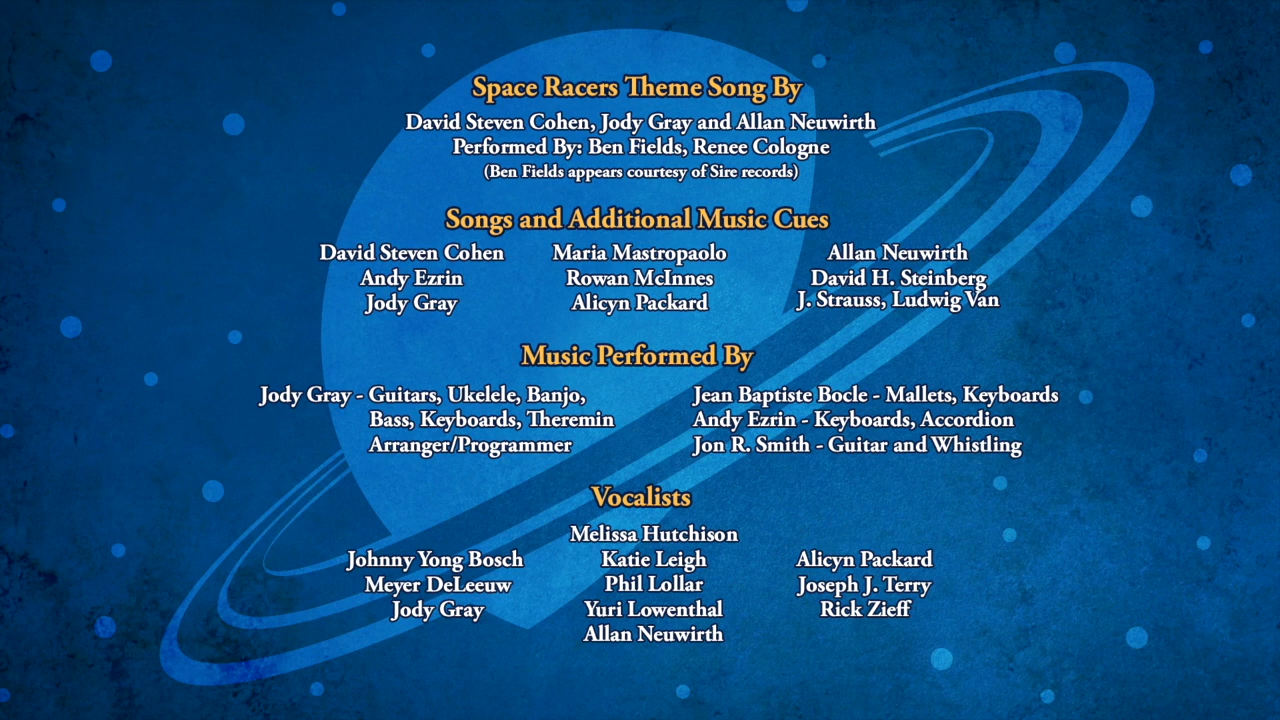 Space Racers Theme Song By
David Steven Cohen, Jody Gray and Allan Neuwirth
Performed By: Ben Fields, Renee Cologne
(Ben Fields appears courtesy of Sire records)
Songs and Additional Music Cues
David Steven Cohen
Andy Ezrin
Jody Gray
Maria Mastropaolo
Rowan McInnes
Alicyn Packard
Allan Neuwirth
David H. Steinberg
J. Strauss, Ludwig Van
Music Performed By
Jody Gray - Guitars, Ukelele, Banjo,
Bass, Keyboards, Theremin
Arranger/Programmer
Jean Baptiste Bocle - Mallets, Keyboards
Andy Ezrin - Keyboards, Accordion
Jon R. Smith - Guitar and Whistling
Vocalists
Johnny Yong Bosch
Meyer DeLeeuw
Jody Gray
Melissa Hutchison
Katie Leigh
Phil Lollar
Yuri Lowenthal
Allan Neuwirth
Alicyn Packard
Joseph J. Terry
Rick Zieff